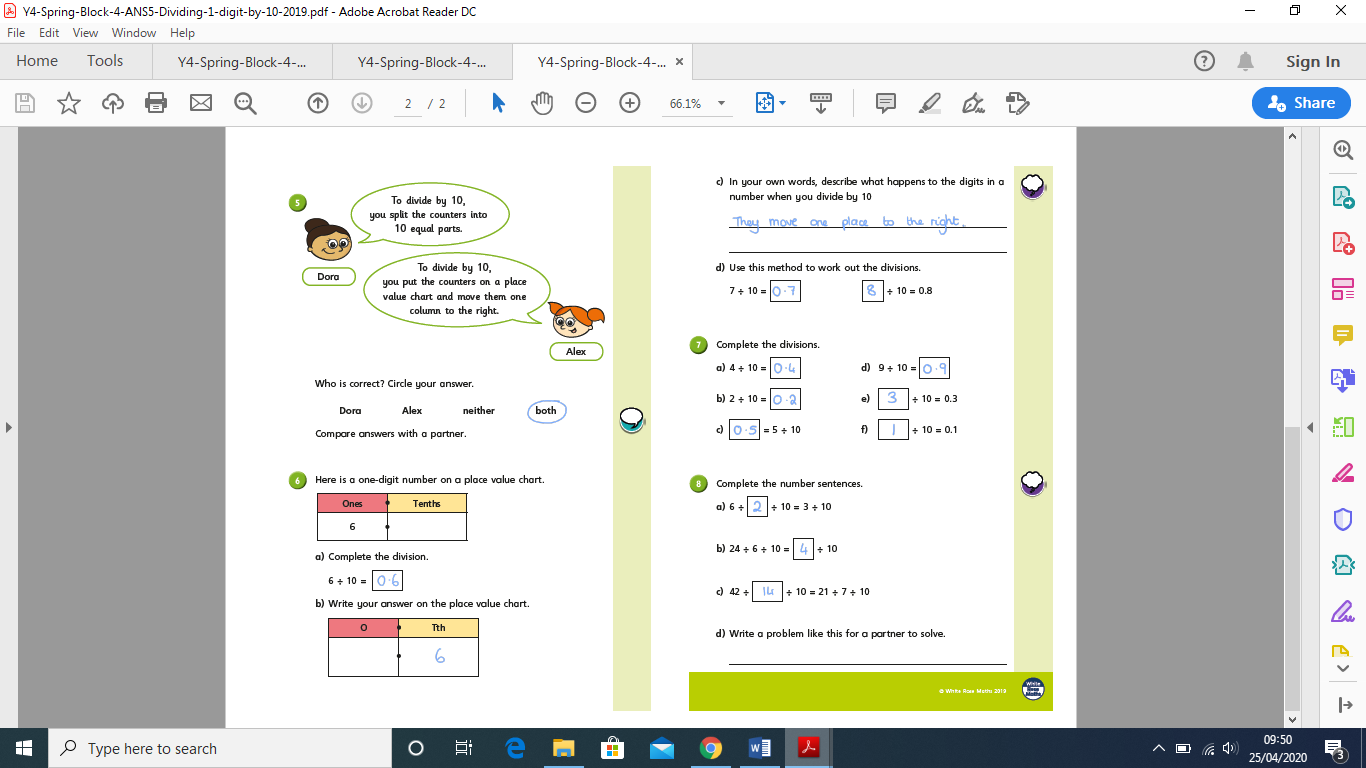 Y4-Spring-Block-4-ANS5-Dividing-1-digit-by-10-2019.pdf - Adobe Acrobat Reader DC
File Edit View Window Help
Home Tools Y4-Spring-Block-4-... Y4-Spring-Block-4-... Y4-Spring-Block-4-... × Sign In
2 / 2 66.1% Share
5
To divide by 10,
you split the counters into
10 equal parts.
Dora
To divide by 10,
you put the counters on a place
value chart and move them one
column to the right.
Alex
Who is correct? Circle your answer.
Dora Alex neither both
Compare answers with a partner.
6 Here is a one-digit number on a place value chart.
Ones Tenths
6
a) Complete the division.
6 ÷ 10 = 0·6
b) Write your answer on the place value chart.
O Tth
6
c) In your own words, describe what happens to the digits in a
number when you divide by 10
They move one place to the right.
d) Use this method to work out the divisions.
7 ÷ 10 = 0·7 8 ÷ 10 = 0.8
7 Complete the divisions.
a) 4 ÷ 10 = 0·4 d) 9 ÷ 10 = 0·9
b) 2 ÷ 10 = 0·2 e) 3 ÷ 10 = 0.3
c) 0·5 = 5 ÷ 10 f) 1 ÷ 10 = 0.1
8 Complete the number sentences.
a) 6 ÷ 2 ÷ 10 = 3 ÷ 10
b) 24 ÷ 6 ÷ 10 = 4 ÷ 10
c) 42 ÷ 14 ÷ 10 = 21 ÷ 7 ÷ 10
d) Write a problem like this for a partner to solve.
© White Rose Maths 2019
White Rose Maths
Type here to search
09:50
25/04/2020
3